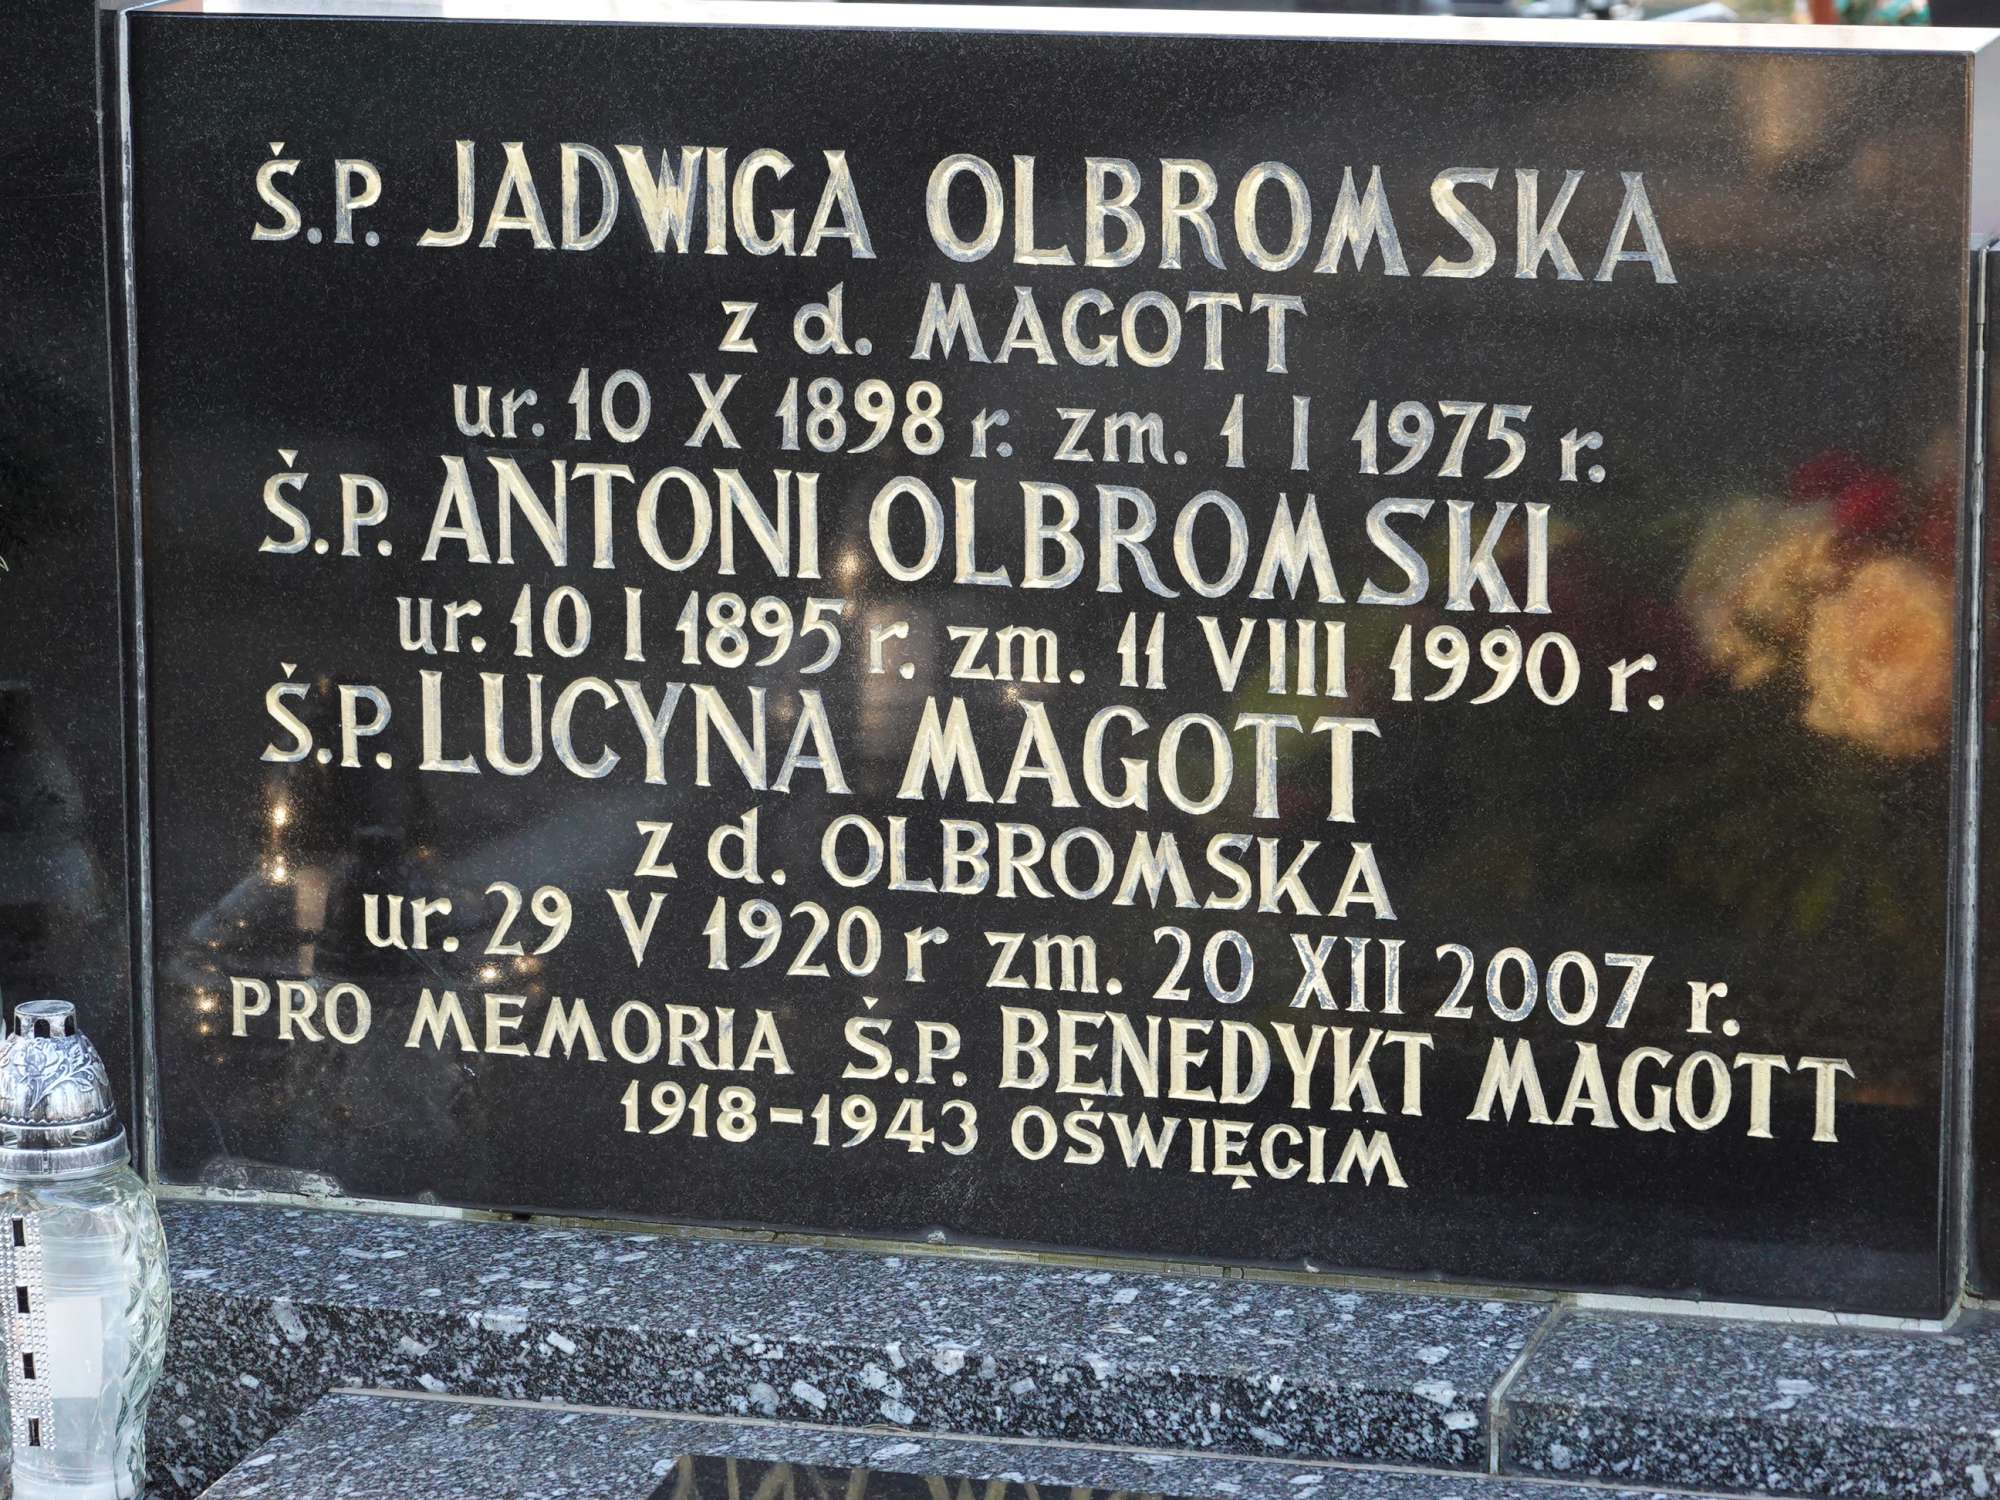 Ś.P. JADWIGA OLBROMSKA
z d. MAGOTT
ur. 10 X 1898 r. zm. 1 I 1975 r.
Ś.P. ANTONI OLBROMSKI
ur. 10 I 1895 r. zm. 11 VIII 1990 r.
Ś.P. LUCYNA MAGOTT
z d. OLBROMSKA
ur. 29 V 1920 r zm. 20 XII 2007 r.
PRO MEMORIA Ś.P. BENEDYKT MAGOTT
1918-1943 OŚWIĘCIM